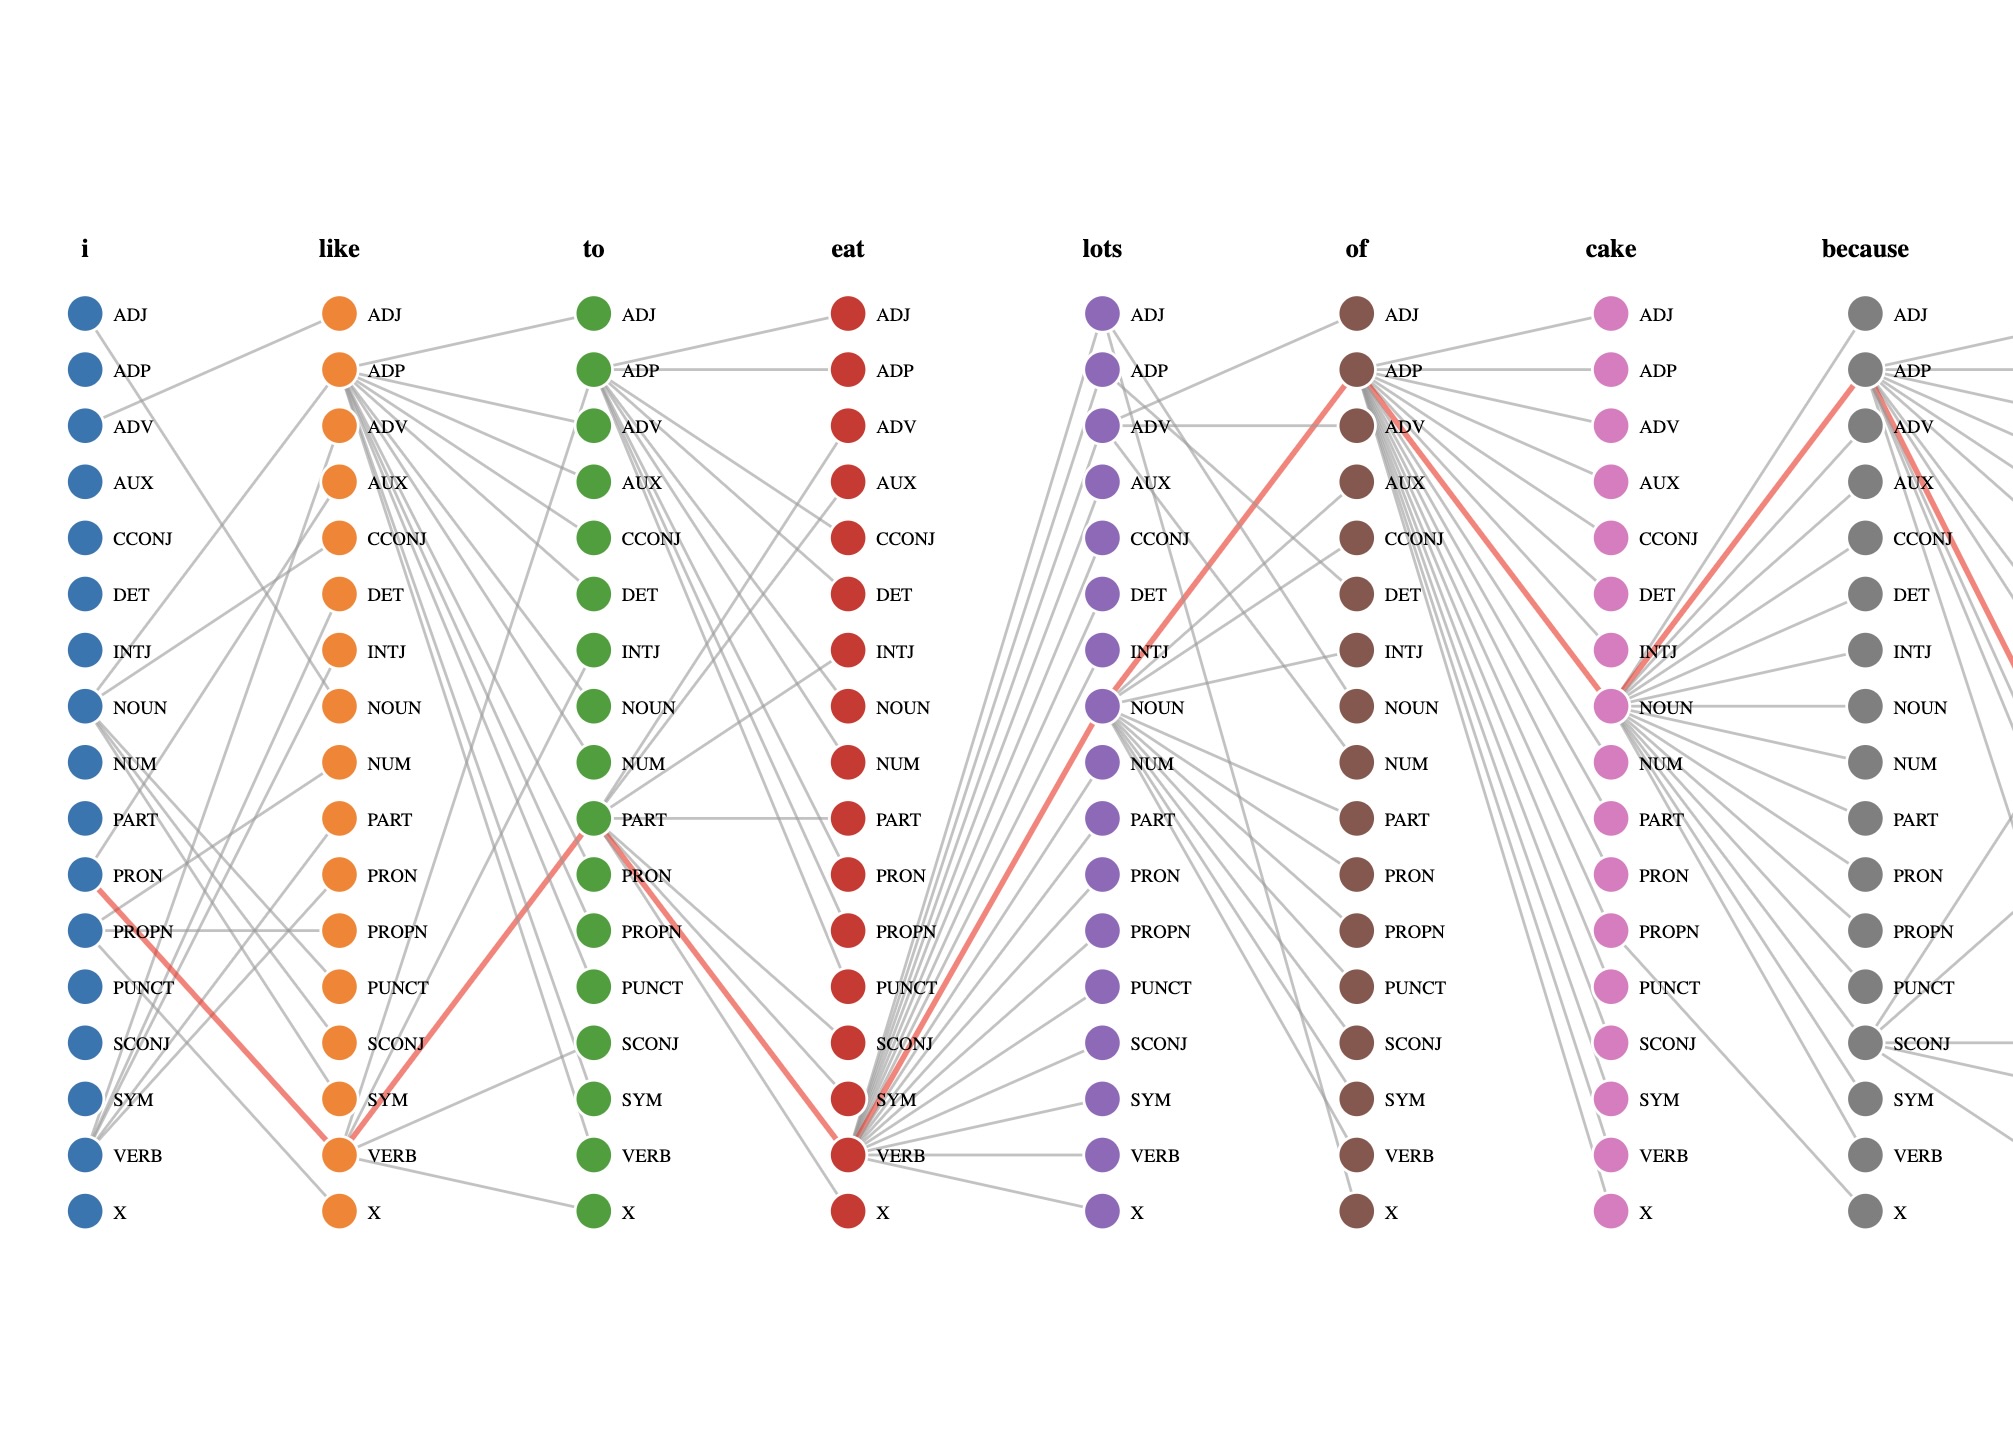 i like to eat lots of cake because
ADJ ADJ ADJ ADJ ADJ ADJ ADJ ADJ
ADP ADP ADP ADP ADP ADP ADP ADP
ADV ADV ADV ADV ADV ADV ADV ADV
AUX AUX AUX AUX AUX AUX AUX AUX
CCONJ CCONJ CCONJ CCONJ CCONJ CCONJ CCONJ CCONJ
DET DET DET DET DET DET DET DET
INTJ INTJ INTJ INTJ INTJ INTJ INTJ INTJ
NOUN NOUN NOUN NOUN NOUN NOUN NOUN NOUN
NUM NUM NUM NUM NUM NUM NUM NUM
PART PART PART PART PART PART PART PART
PRON PRON PRON PRON PRON PRON PRON PRON
PROPN PROPN PROPN PROPN PROPN PROPN PROPN PROPN
PUNCT PUNCT PUNCT PUNCT PUNCT PUNCT PUNCT PUNCT
SCONJ SCONJ SCONJ SCONJ SCONJ SCONJ SCONJ SCONJ
SYM SYM SYM SYM SYM SYM SYM SYM
VERB VERB VERB VERB VERB VERB VERB VERB
X X X X X X X X